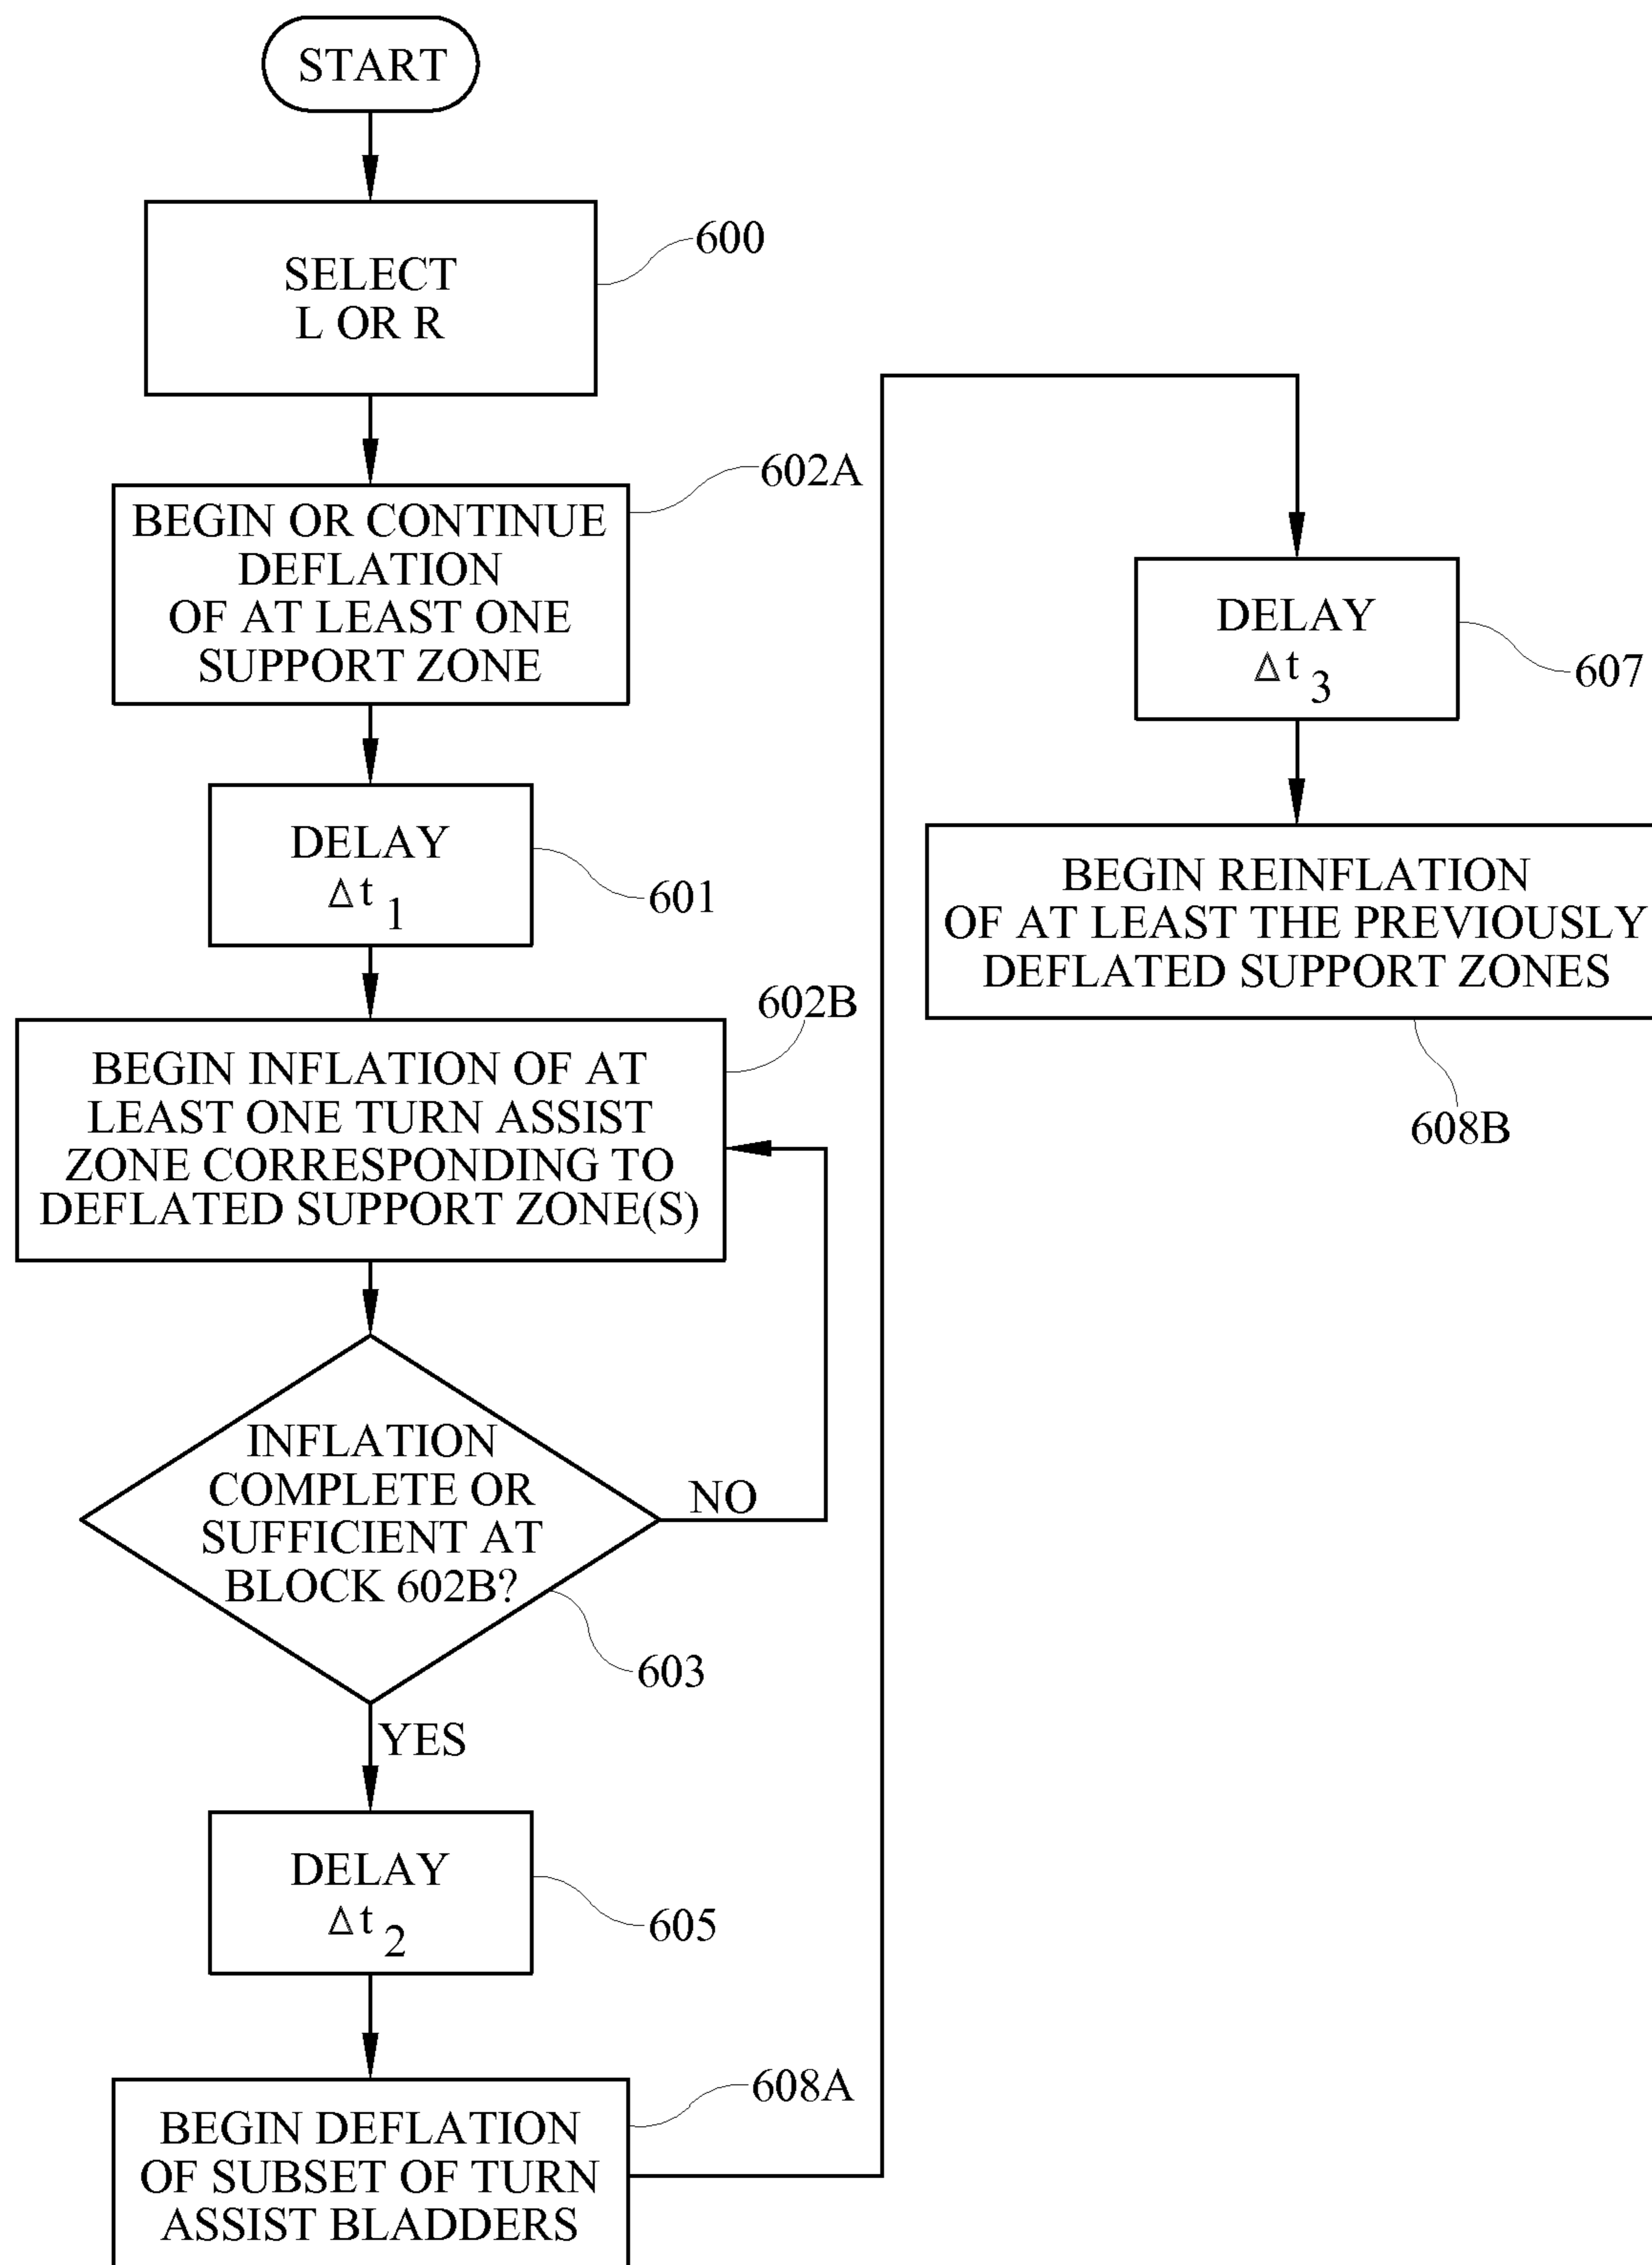 START
SELECT
L OR R
600
BEGIN OR CONTINUE
DEFLATION
OF AT LEAST ONE
SUPPORT ZONE
602A
DELAY
Δt 1
601
BEGIN INFLATION OF AT
LEAST ONE TURN ASSIST
ZONE CORRESPONDING TO
DEFLATED SUPPORT ZONE(S)
602B
INFLATION
COMPLETE OR
SUFFICIENT AT
BLOCK 602B?
NO
603
YES
DELAY
Δt 2
605
BEGIN DEFLATION
OF SUBSET OF TURN
ASSIST BLADDERS
608A
DELAY
Δt 3
607
BEGIN REINFLATION
OF AT LEAST THE PREVIOUSLY
DEFLATED SUPPORT ZONES
608B